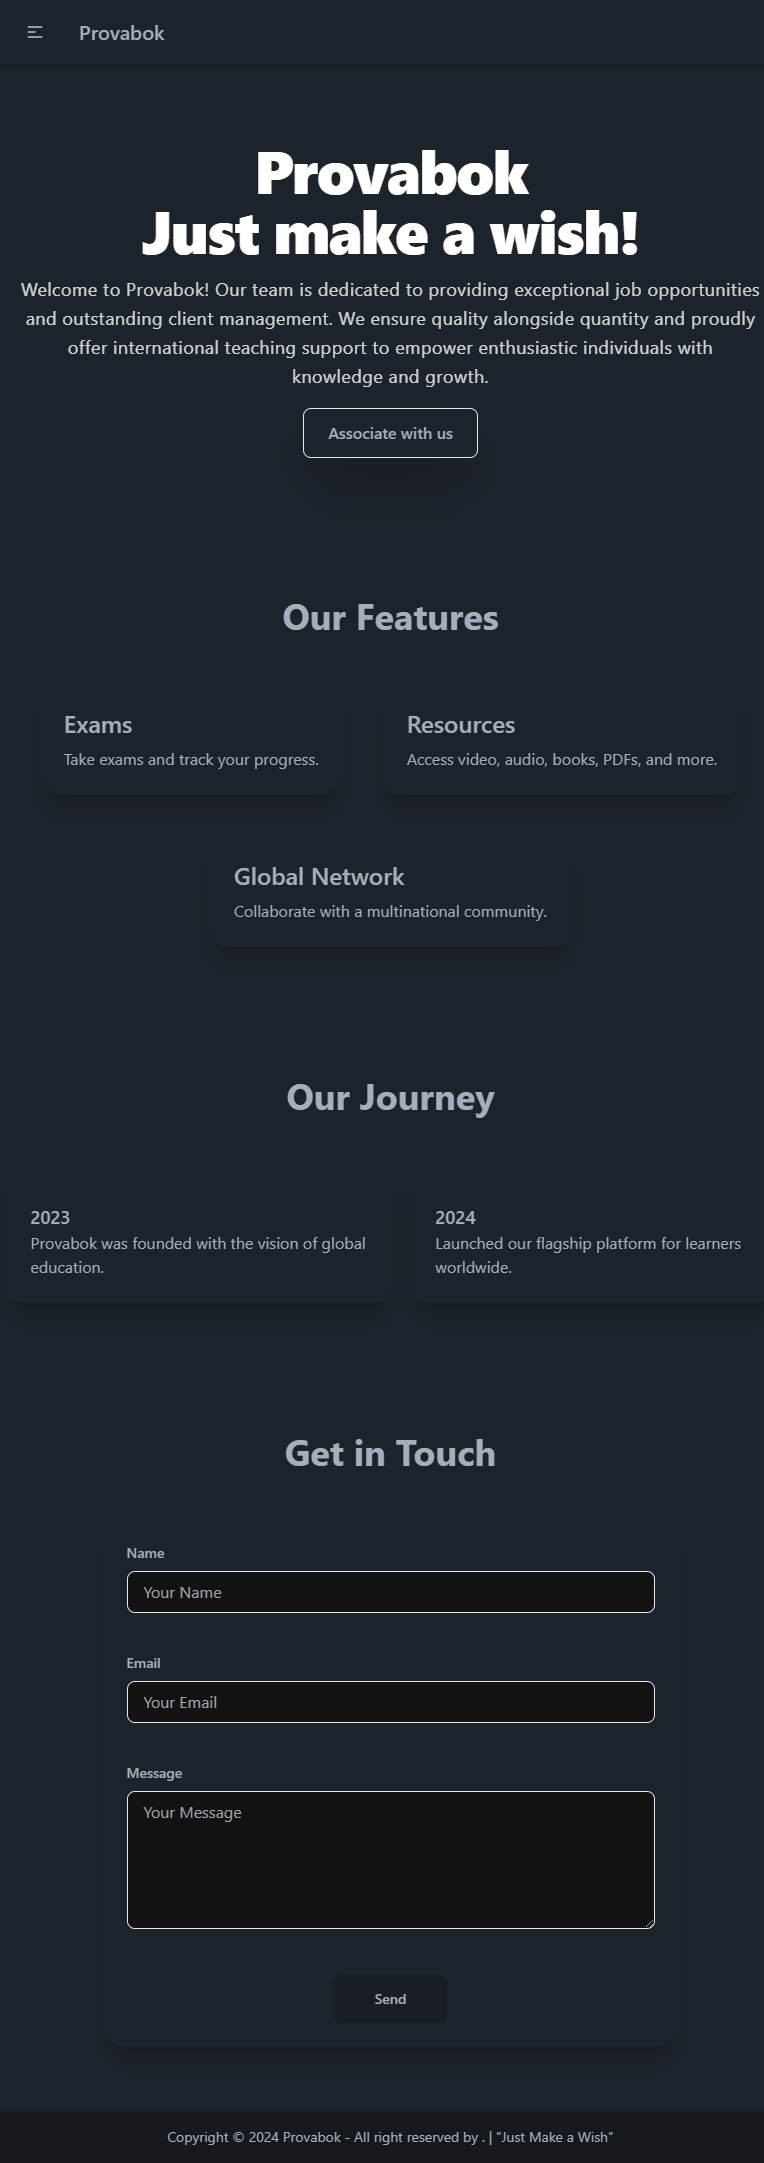 Provabok
Provabok
Just make a wish!
Welcome to Provabok! Our team is dedicated to providing exceptional job opportunities
and outstanding client management. We ensure quality alongside quantity and proudly
offer international teaching support to empower enthusiastic individuals with
knowledge and growth.
Associate with us
Our Features
Exams
Take exams and track your progress.
Resources
Access video, audio, books, PDFs, and more.
Global Network
Collaborate with a multinational community.
Our Journey
2023
Provabok was founded with the vision of global
education.
2024
Launched our flagship platform for learners
worldwide.
Get in Touch
Name
Your Name
Email
Your Email
Message
Your Message
Send
Copyright © 2024 Provabok - All right reserved by . | "Just Make a Wish"